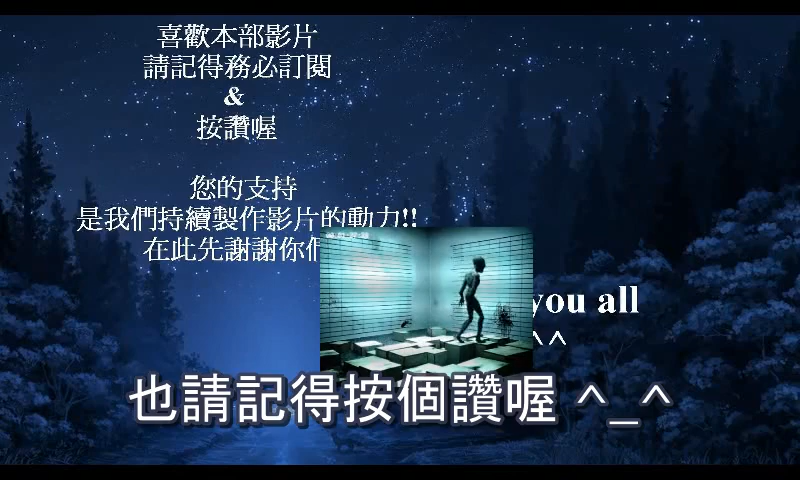 喜歡本部影片
請記得務必訂閱
&
按讚喔
您的支持
是我們持續製作影片的動力!!
在此先謝謝你們
you all
^^
也請記得按個讚喔 ^_^